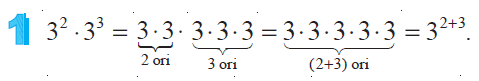 1 3² · 3³ = 3 · 3 · 3 · 3 · 3 = 3 · 3 · 3 · 3 · 3 = 3²⁺³.
2 ori 3 ori (2+3) ori